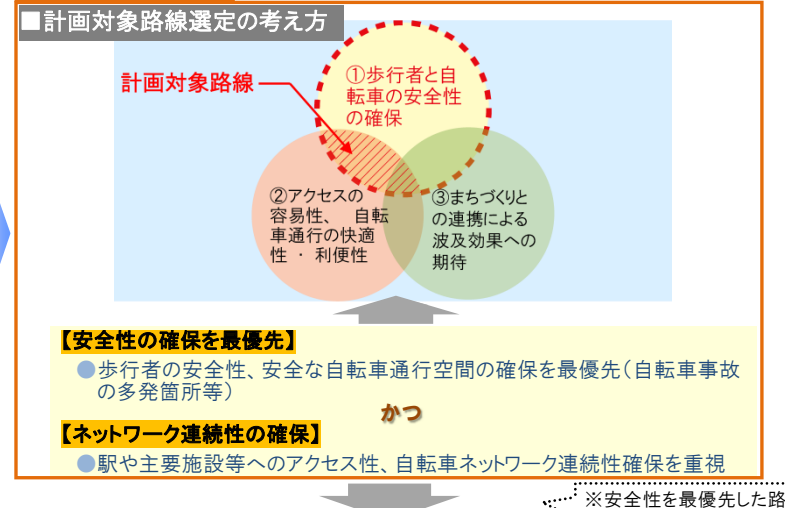 ■計画対象路線選定の考え方
計画対象路線
①歩行者と自
転車の安全性
の確保
②アクセスの
容易性、 自転
車通行の快適
性 ・ 利便性
③まちづくりと
の連携による
波及効果への
期待
【安全性の確保を最優先】
●歩行者の安全性、安全な自転車通行空間の確保を最優先(自転車事故
の多発箇所等)
かつ
【ネットワーク連続性の確保】
●駅や主要施設等へのアクセス性、自転車ネットワーク連続性確保を重視
※安全性を最優先した路